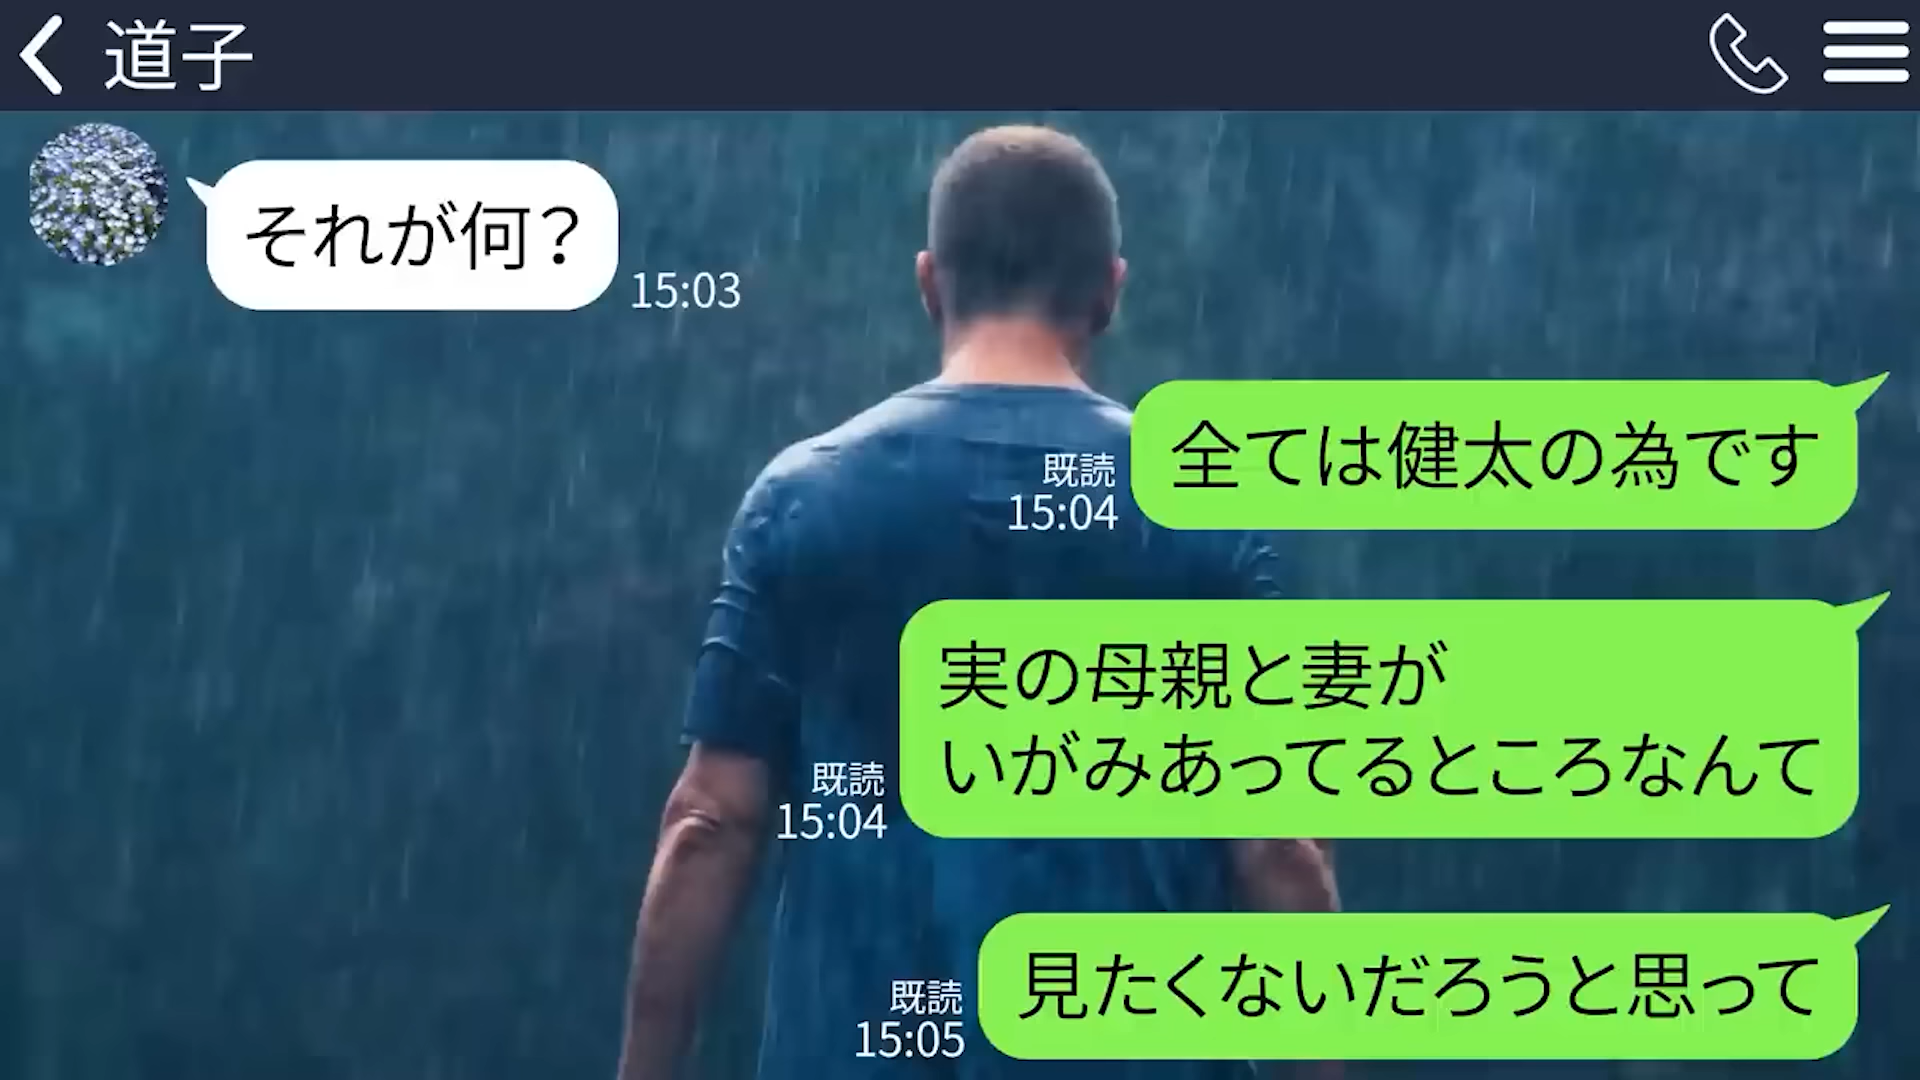 道子
それが何？
15:03
全ては健太の為です
既読
15:04
実の母親と妻が
いがみあってるところなんて
既読
15:04
見たくないだろうと思って
既読
15:05